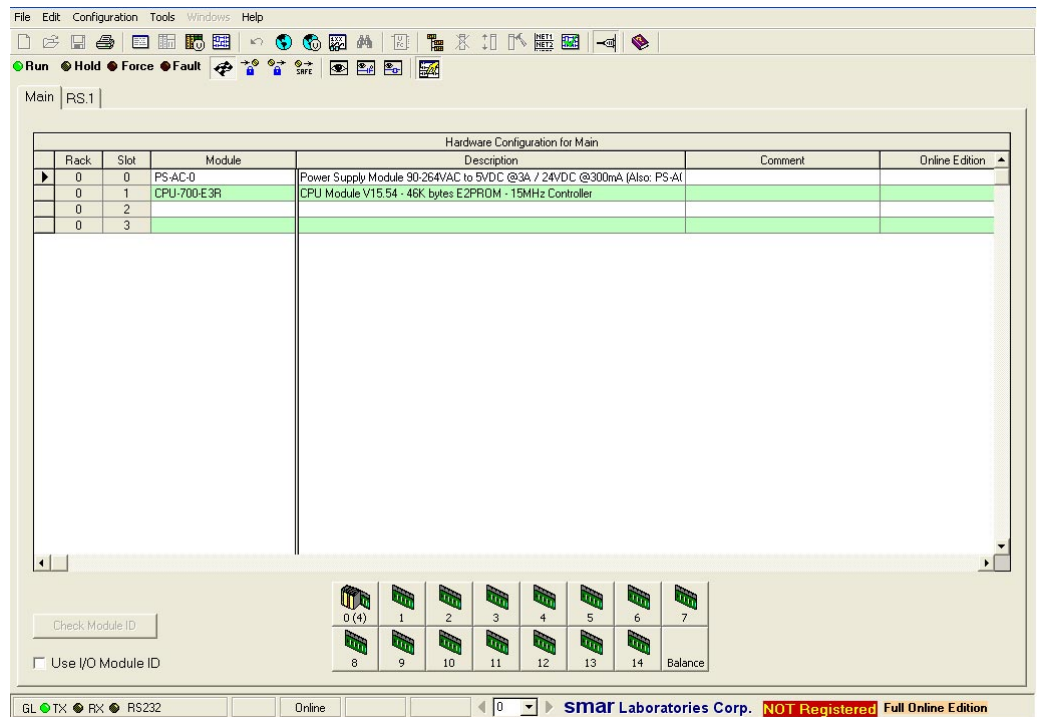 File Edit Configuration Tools Windows Help
Run Hold Force Fault SAFE
Main RS.1
Hardware Configuration for Main
Rack Slot Module Description Comment Online Edition
0 0 PS-AC-0 Power Supply Module 90-264VAC to 5VDC @3A / 24VDC @300mA (Also: PS-A(
0 1 CPU-700-E3R CPU Module V15.54 - 46K bytes E2PROM - 15MHz Controller
0 2
0 3
0 (4) 1 2 3 4 5 6 7
Check Module ID
8 9 10 11 12 13 14 Balance
Use I/O Module ID
GL TX RX RS232 Online 0 smar Laboratories Corp. NOT Registered Full Online Edition